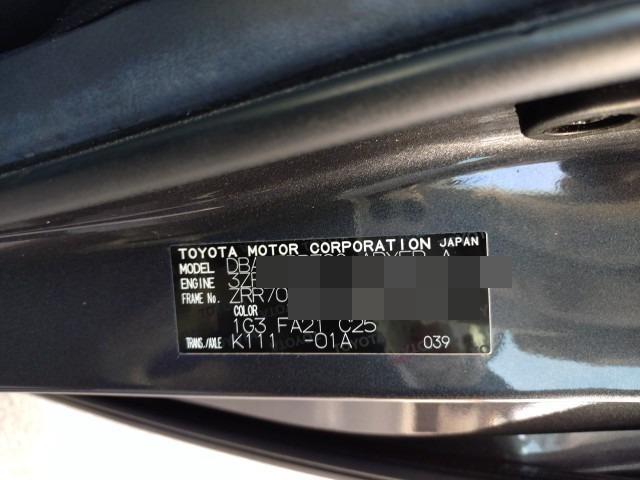 TOYOTA MOTOR CORPORATION JAPAN
MODEL DBA
ENGINE 3Z
FRAME No. ZRR70
COLOR
1G3 FA21 C25
TRANS./AXLE K111 -01A 039